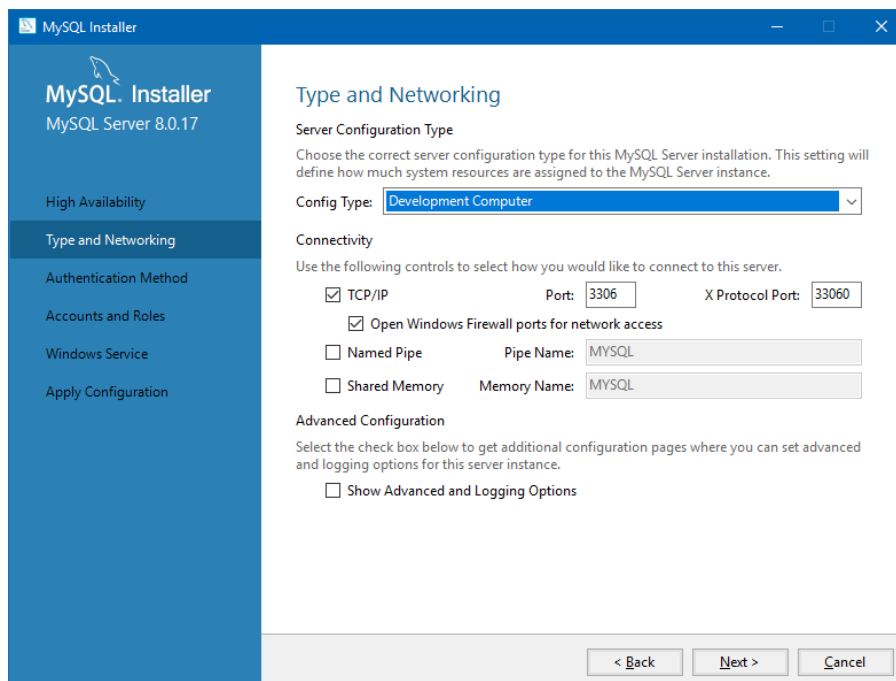 MySQL Installer
MySQL. Installer
MySQL Server 8.0.17
High Availability
Type and Networking
Authentication Method
Accounts and Roles
Windows Service
Apply Configuration
Type and Networking
Server Configuration Type
Choose the correct server configuration type for this MySQL Server installation. This setting will
define how much system resources are assigned to the MySQL Server instance.
Config Type: Development Computer
Connectivity
Use the following controls to select how you would like to connect to this server.
TCP/IP Port: 3306 X Protocol Port: 33060
Open Windows Firewall ports for network access
Named Pipe Pipe Name: MYSQL
Shared Memory Memory Name: MYSQL
Advanced Configuration
Select the check box below to get additional configuration pages where you can set advanced
and logging options for this server instance.
Show Advanced and Logging Options
< Back Next > Cancel